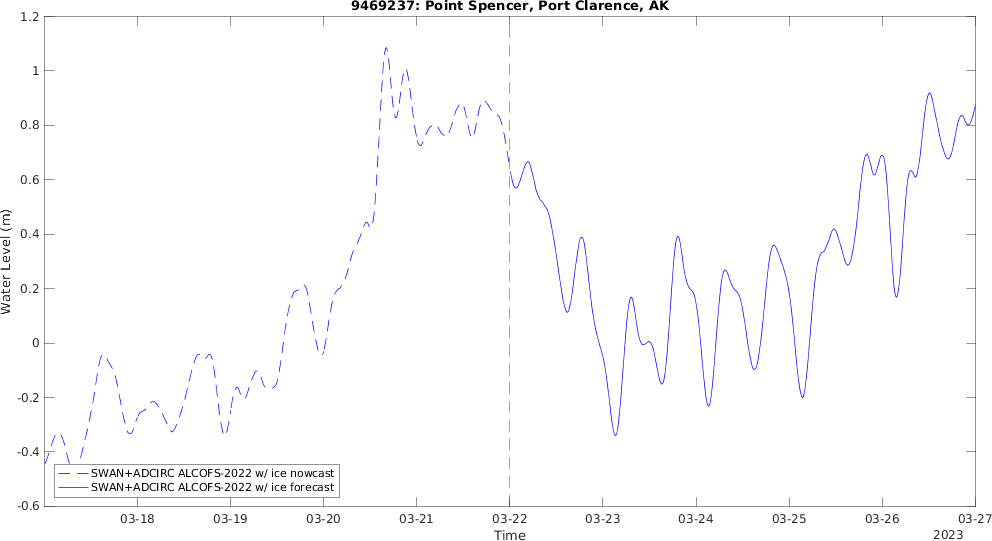 9469237: Point Spencer, Port Clarence, AK
1.2
1
0.8
0.6
0.4
0.2
0
-0.2
-0.4
-0.6
Water Level (m)
SWAN+ADCIRC ALCOFS-2022 w/ ice nowcast
SWAN+ADCIRC ALCOFS-2022 w/ ice forecast
03-18 03-19 03-20 03-21 03-22 03-23 03-24 03-25 03-26 03-27
Time
2023